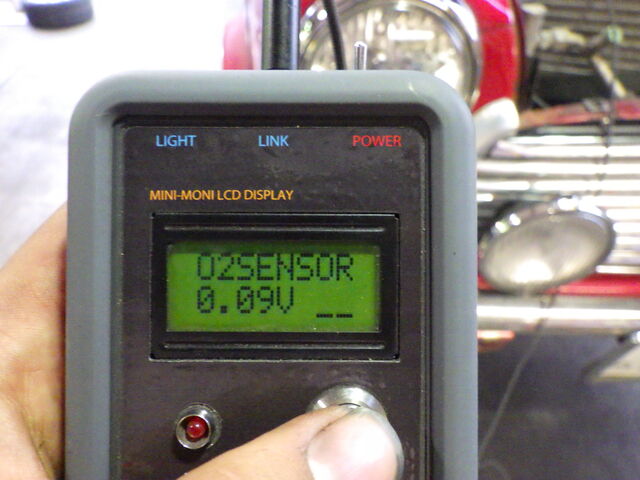 LIGHT LINK POWER
MINI-MONI LCD DISPLAY
O2SENSOR
0.09V __